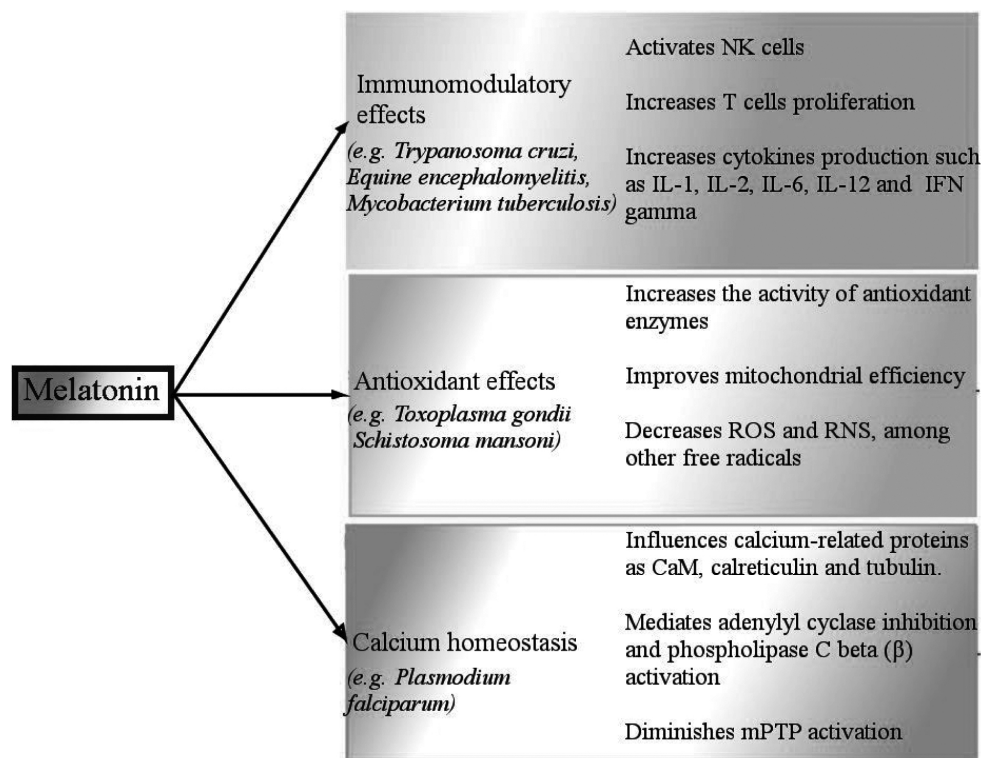 Melatonin
Immunomodulatory
effects
(e.g. Trypanosoma cruzi,
Equine encephalomyelitis,
Mycobacterium tuberculosis)
Activates NK cells
Increases T cells proliferation
Increases cytokines production such
as IL-1, IL-2, IL-6, IL-12 and IFN
gamma
Antioxidant effects
(e.g. Toxoplasma gondii
Schistosoma mansoni)
Increases the activity of antioxidant
enzymes
Improves mitochondrial efficiency
Decreases ROS and RNS, among
other free radicals
Calcium homeostasis
(e.g. Plasmodium
falciparum)
Influences calcium-related proteins
as CaM, calreticulin and tubulin.
Mediates adenylyl cyclase inhibition
and phospholipase C beta (β)
activation
Diminishes mPTP activation